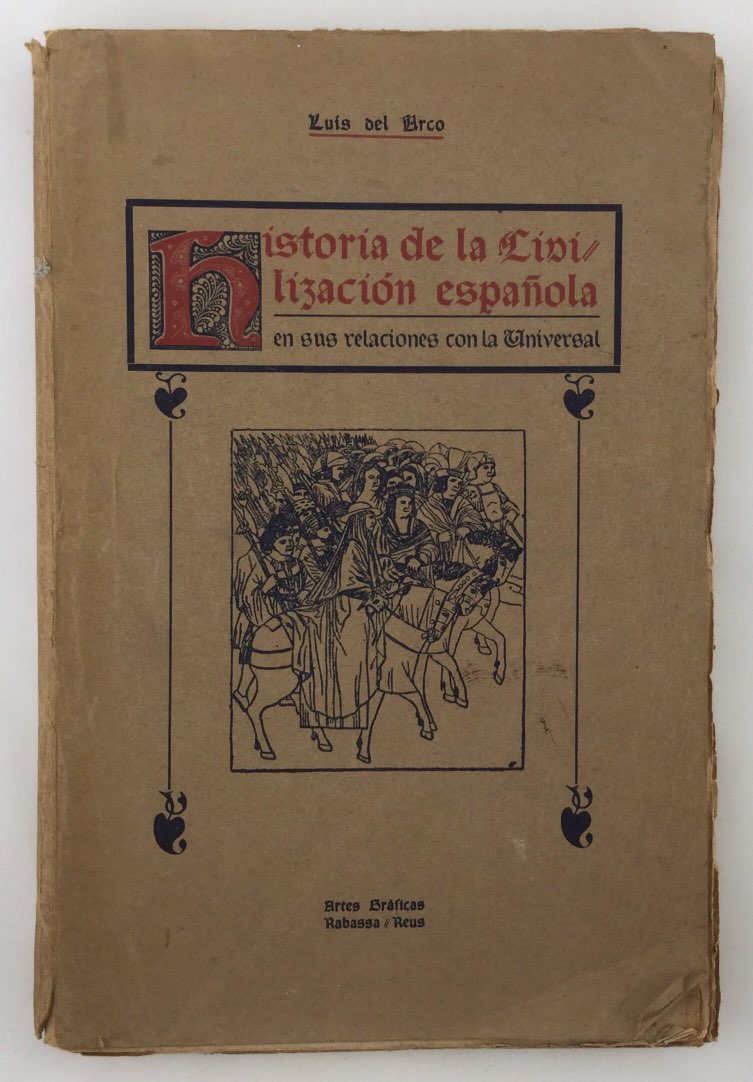 Luis del Arco
Historia de la Civi⸗
lización española
en sus relaciones con la Universal
Artes Gráficas
Rabassa ⸗ Reus